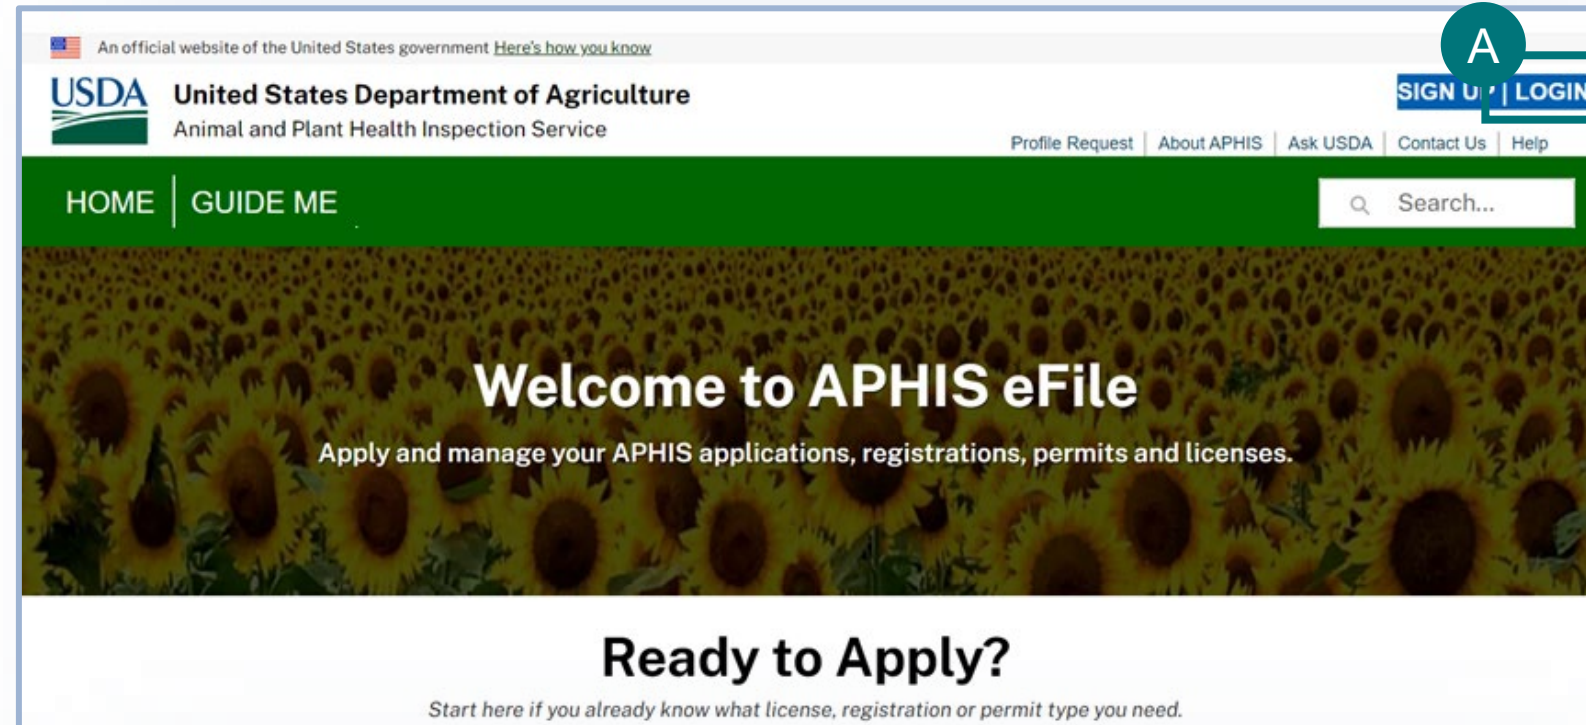 An official website of the United States government Here's how you know
A
USDA
United States Department of Agriculture
Animal and Plant Health Inspection Service
SIGN UP | LOGIN
Profile Request | About APHIS | Ask USDA | Contact Us | Help
HOME | GUIDE ME
Search...
Welcome to APHIS eFile
Apply and manage your APHIS applications, registrations, permits and licenses.
Ready to Apply?
Start here if you already know what license, registration or permit type you need.